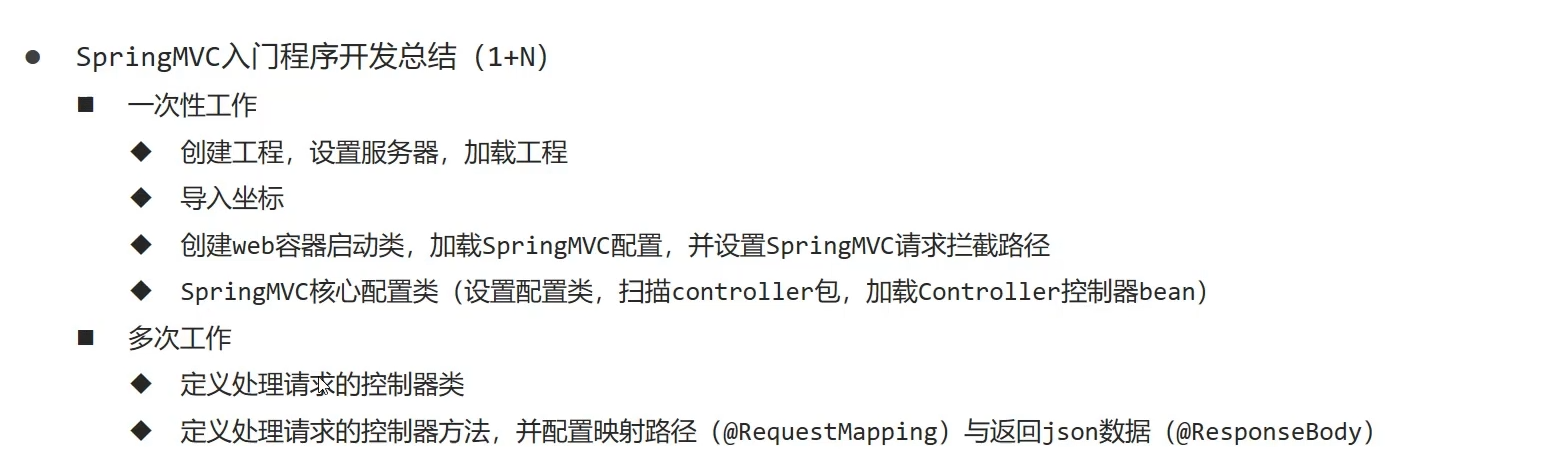 ● SpringMVC入门程序开发总结（1+N）
■ 一次性工作
◆ 创建工程，设置服务器，加载工程
◆ 导入坐标
◆ 创建web容器启动类，加载SpringMVC配置，并设置SpringMVC请求拦截路径
◆ SpringMVC核心配置类（设置配置类，扫描controller包，加载Controller控制器bean）
■ 多次工作
◆ 定义处理请求的控制器类
◆ 定义处理请求的控制器方法，并配置映射路径（@RequestMapping）与返回json数据（@ResponseBody）